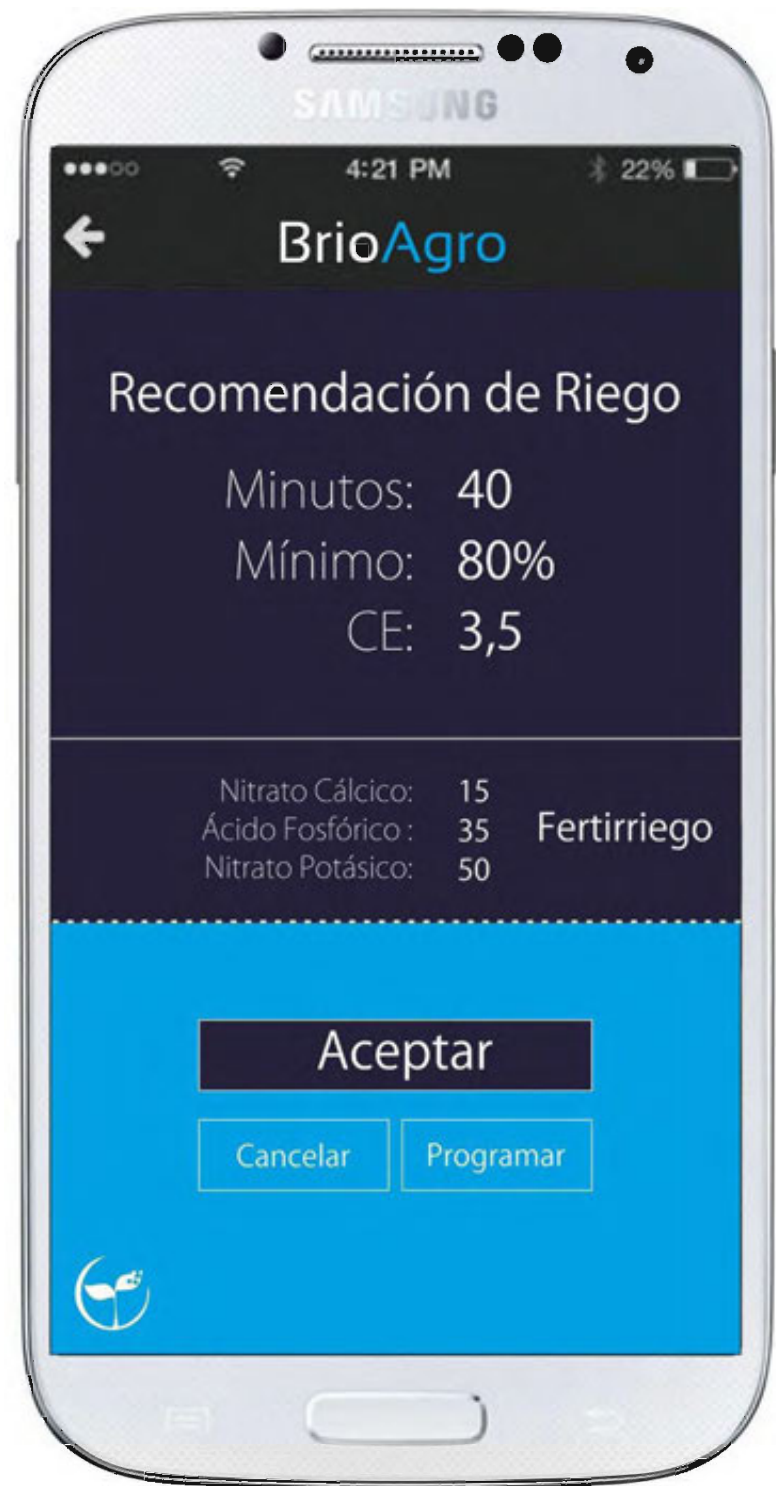 SAMSUNG
4:21 PM 22%
BrioAgro
Recomendación de Riego
Minutos: 40
Mínimo: 80%
CE: 3,5
Nitrato Cálcico: 15
Ácido Fosfórico : 35
Nitrato Potásico: 50
Fertirriego
Aceptar
Cancelar
Programar